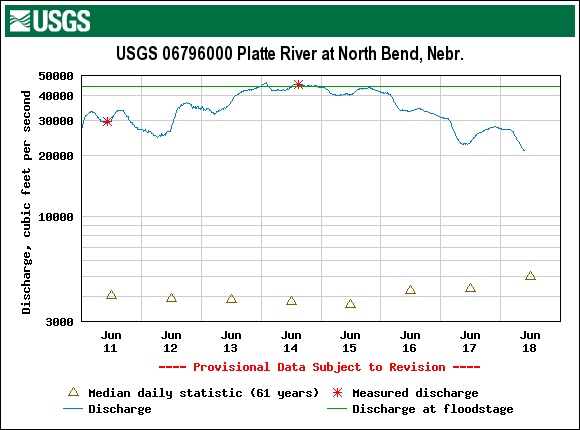 USGS
USGS 06796000 Platte River at North Bend, Nebr.
Discharge, cubic feet per second
50000
40000
30000
20000
10000
3000
Jun 11
Jun 12
Jun 13
Jun 14
Jun 15
Jun 16
Jun 17
Jun 18
---- Provisional Data Subject to Revision ----
Median daily statistic (61 years)
Measured discharge
Discharge
Discharge at floodstage